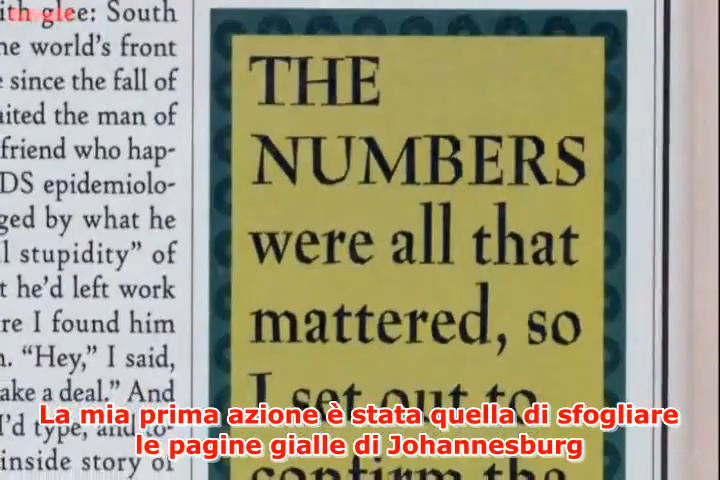 ith glee: South
he world's front
since the fall of
aited the man of
friend who hap-
DS epidemiolo-
ged by what he
l stupidity" of
t he'd left work
re I found him
. "Hey," I said,
ake a deal." And
I'd type, and to-
inside story of
THE
NUMBERS
were all that
mattered, so
I set out to
confirm the
La mia prima azione è stata quella di sfogliare
le pagine gialle di Johannesburg